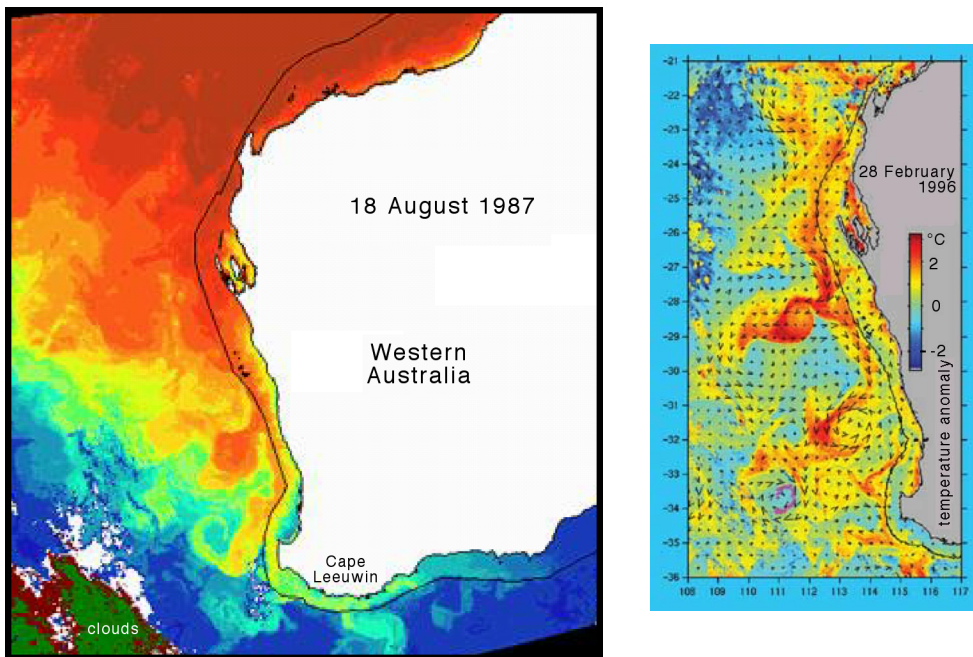 18 August 1987
Western
Australia
Cape
Leeuwin
clouds
28 February
1996
°C
2
0
-2
temperature anomaly
-21
-22
-23
-24
-25
-26
-27
-28
-29
-30
-31
-32
-33
-34
-35
-36
108 109 110 111 112 113 114 115 116 117